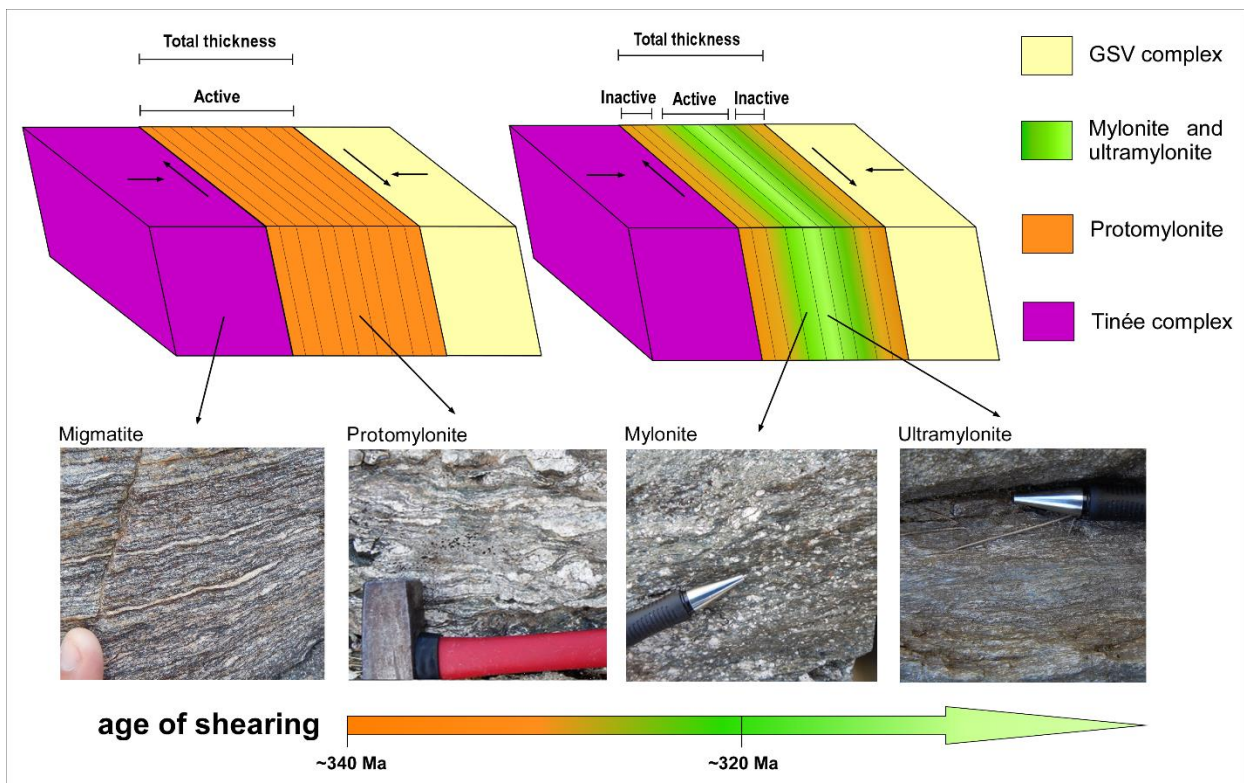 Total thickness
Active
Total thickness
Inactive
Active
Inactive
GSV complex
Mylonite and
ultramylonite
Protomylonite
Tinée complex
Migmatite
Protomylonite
Mylonite
Ultramylonite
age of shearing
~340 Ma
~320 Ma